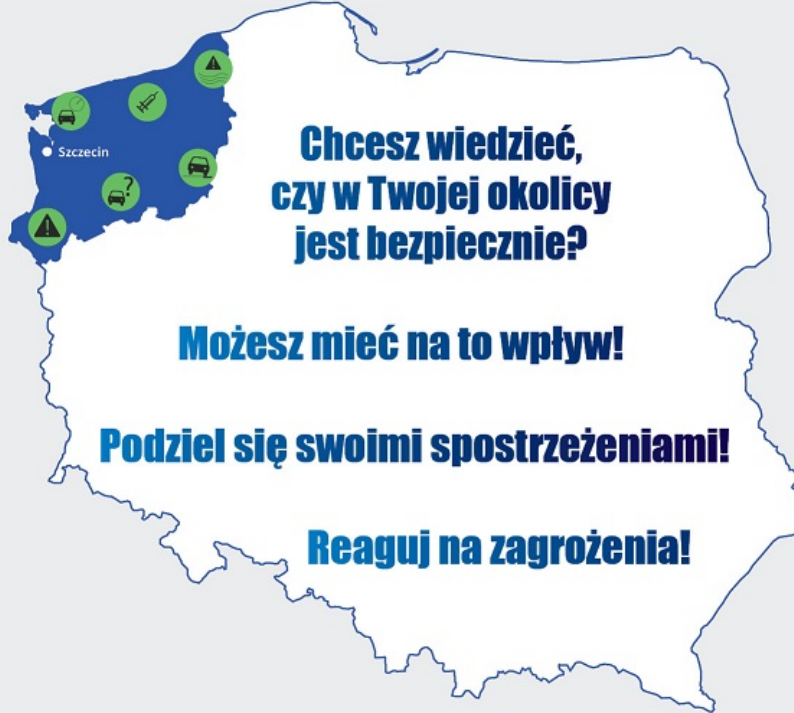 Szczecin
Chcesz wiedzieć,
czy w Twojej okolicy
jest bezpiecznie?
Możesz mieć na to wpływ!
Podziel się swoimi spostrzeżeniami!
Reaguj na zagrożenia!